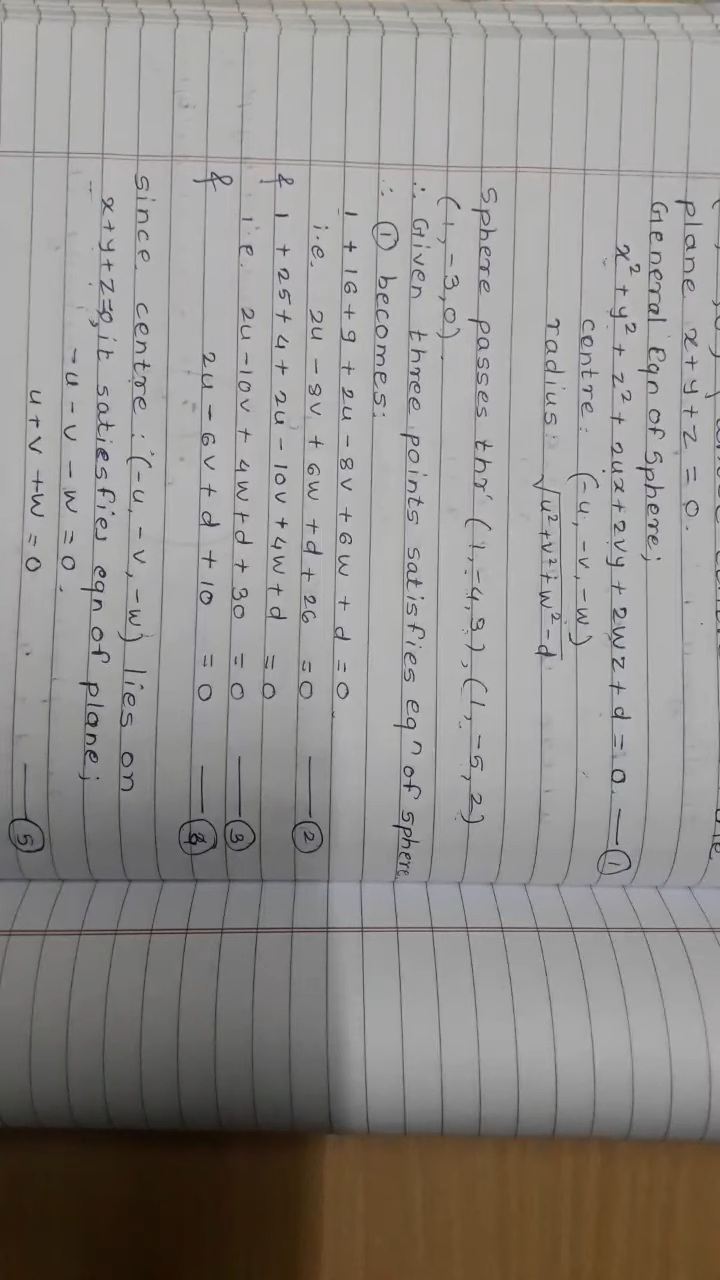 plane x+y+z = 0.
General Eqn of Sphere;
x² + y² + z² + 2ux + 2vy + 2wz + d = 0. — ①
centre: (-u, -v, -w)
radius: √u²+v²+w²-d
Sphere passes thr' (1, -4, 3), (1, -5, 2)
(1, -3, 0)
∴ Given three points satisfies eqn of sphere
∴ ① becomes:
1 + 16 + 9 + 2u - 8v + 6w + d = 0.
i.e. 2u - 8v + 6w + d + 26 = 0 — ②
& 1 + 25 + 4 + 2u - 10v + 4w + d = 0
i.e. 2u - 10v + 4w + d + 30 = 0 — ③
& 2u - 6v + d + 10 = 0 — ④
since centre: (-u, -v, -w) lies on
x+y+z=0, it satiesfies eqn of plane;
-u - v - w = 0.
u + v + w = 0 — ⑤